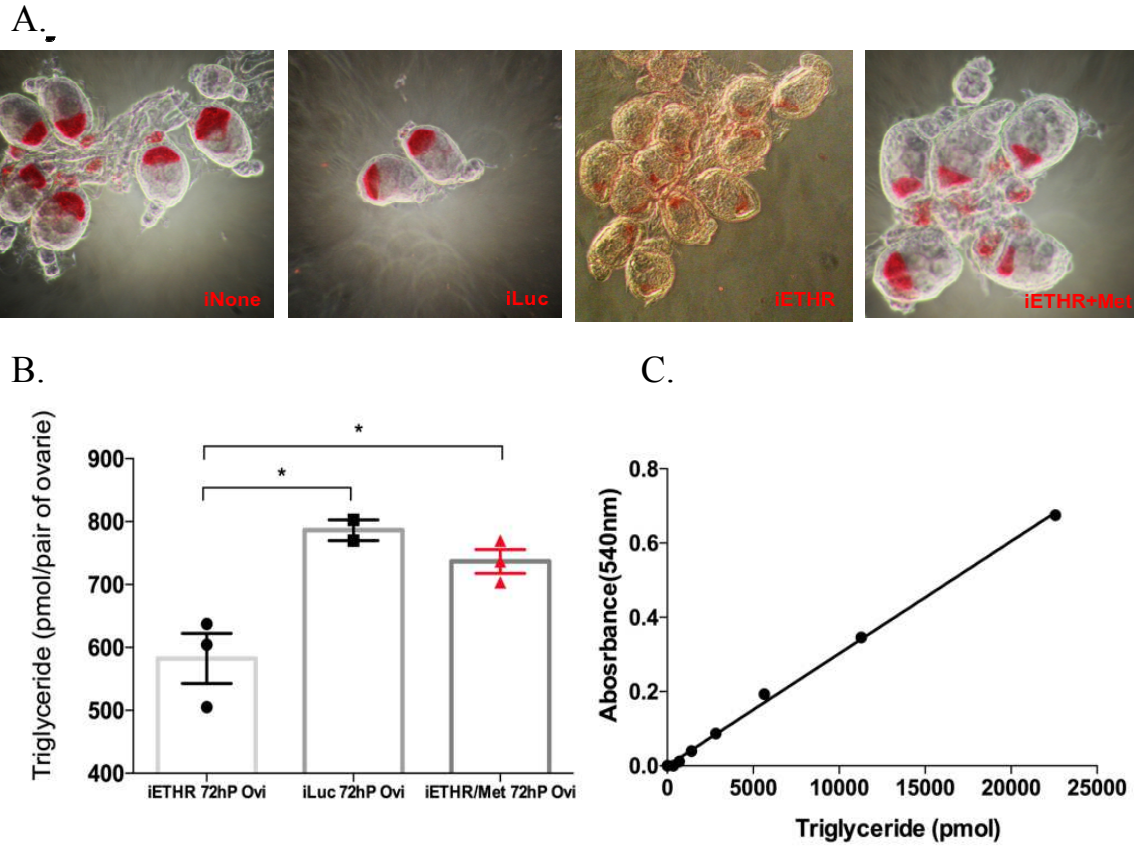 A.
iNone
iLuc
iETHR
iETHR+Met
B.
C.
Triglyceride (pmol/pair of ovarie)
900
800
700
600
500
400
*
*
iETHR 72hP Ovi
iLuc 72hP Ovi
iETHR/Met 72hP Ovi
Abosrbance(540nm)
0.8
0.6
0.4
0.2
0.0
0
5000
10000
15000
20000
25000
Triglyceride (pmol)